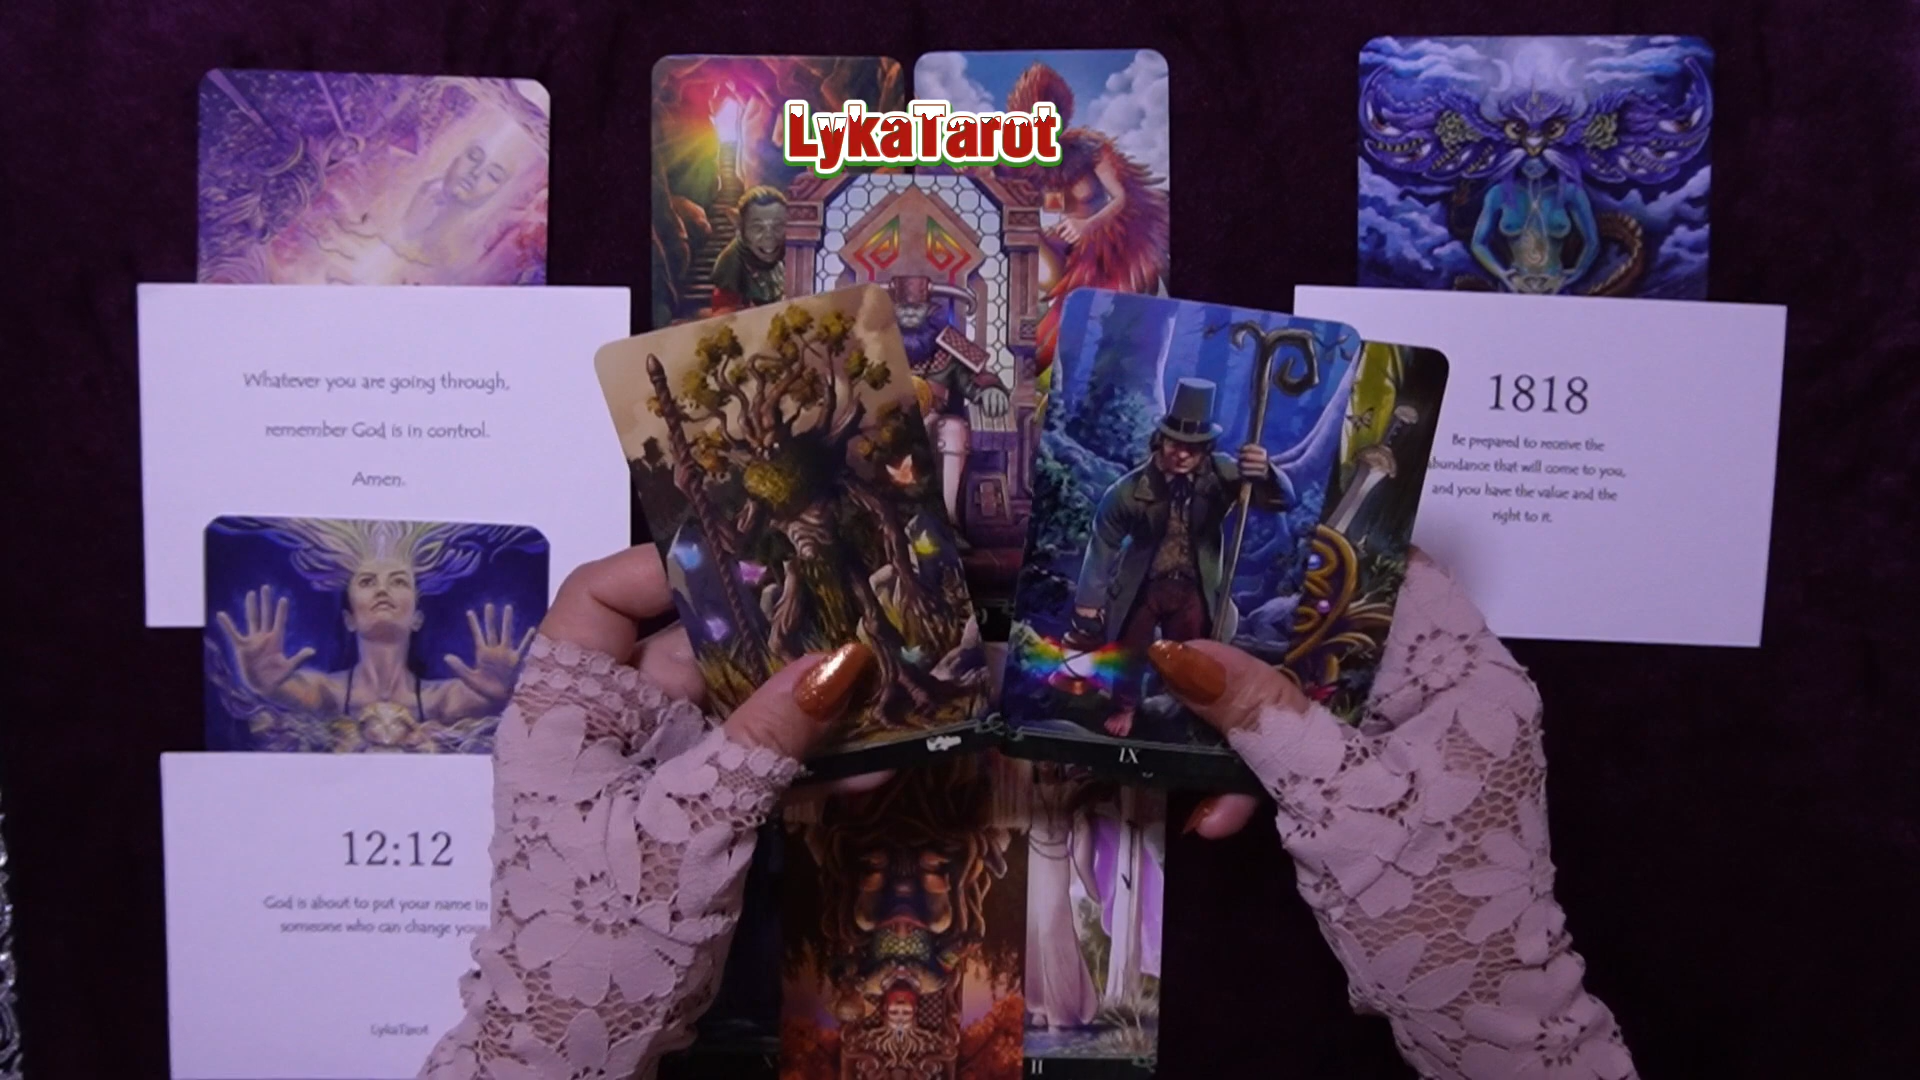 LykaTarot
Whatever you are going through,
remember God is in control.
Amen.
1818
Be prepared to receive the
abundance that will come to you,
and you have the value and the
right to it.
IX
12:12
God is about to put your name in
someone who can change your
LykaTarot
II